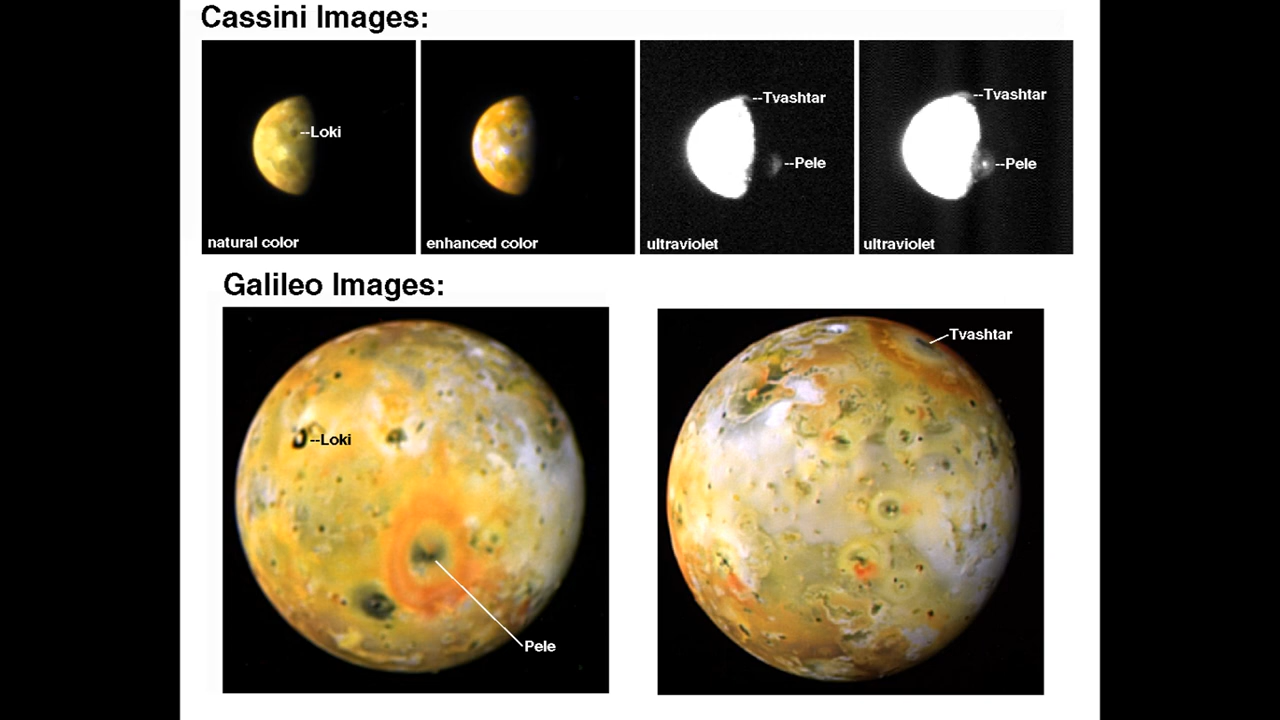 Cassini Images:
--Loki
natural color
enhanced color
--Tvashtar
--Pele
ultraviolet
--Tvashtar
--Pele
ultraviolet
Galileo Images:
--Loki
Pele
Tvashtar